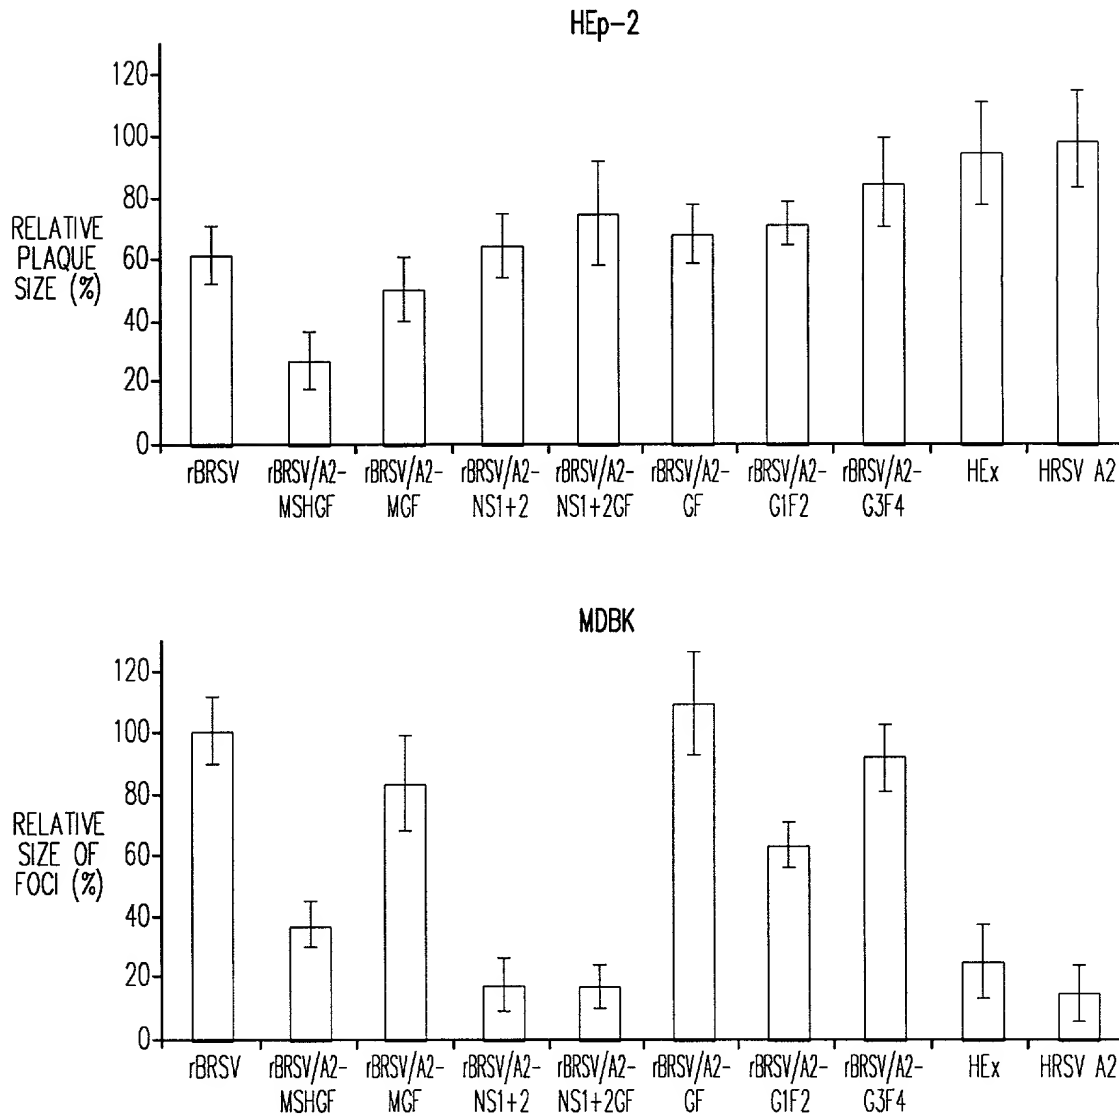 HEp-2
120
100
80
60
40
20
0
RELATIVE
PLAQUE
SIZE (%)
rBRSV
rBRSV/A2-
MSHGF
rBRSV/A2-
MGF
rBRSV/A2-
NS1+2
rBRSV/A2-
NS1+2GF
rBRSV/A2-
GF
rBRSV/A2-
G1F2
rBRSV/A2-
G3F4
HEx
HRSV A2
MDBK
120
100
80
60
40
20
0
RELATIVE
SIZE OF
FOCI (%)
rBRSV
rBRSV/A2-
MSHGF
rBRSV/A2-
MGF
rBRSV/A2-
NS1+2
rBRSV/A2-
NS1+2GF
rBRSV/A2-
GF
rBRSV/A2-
G1F2
rBRSV/A2-
G3F4
HEx
HRSV A2